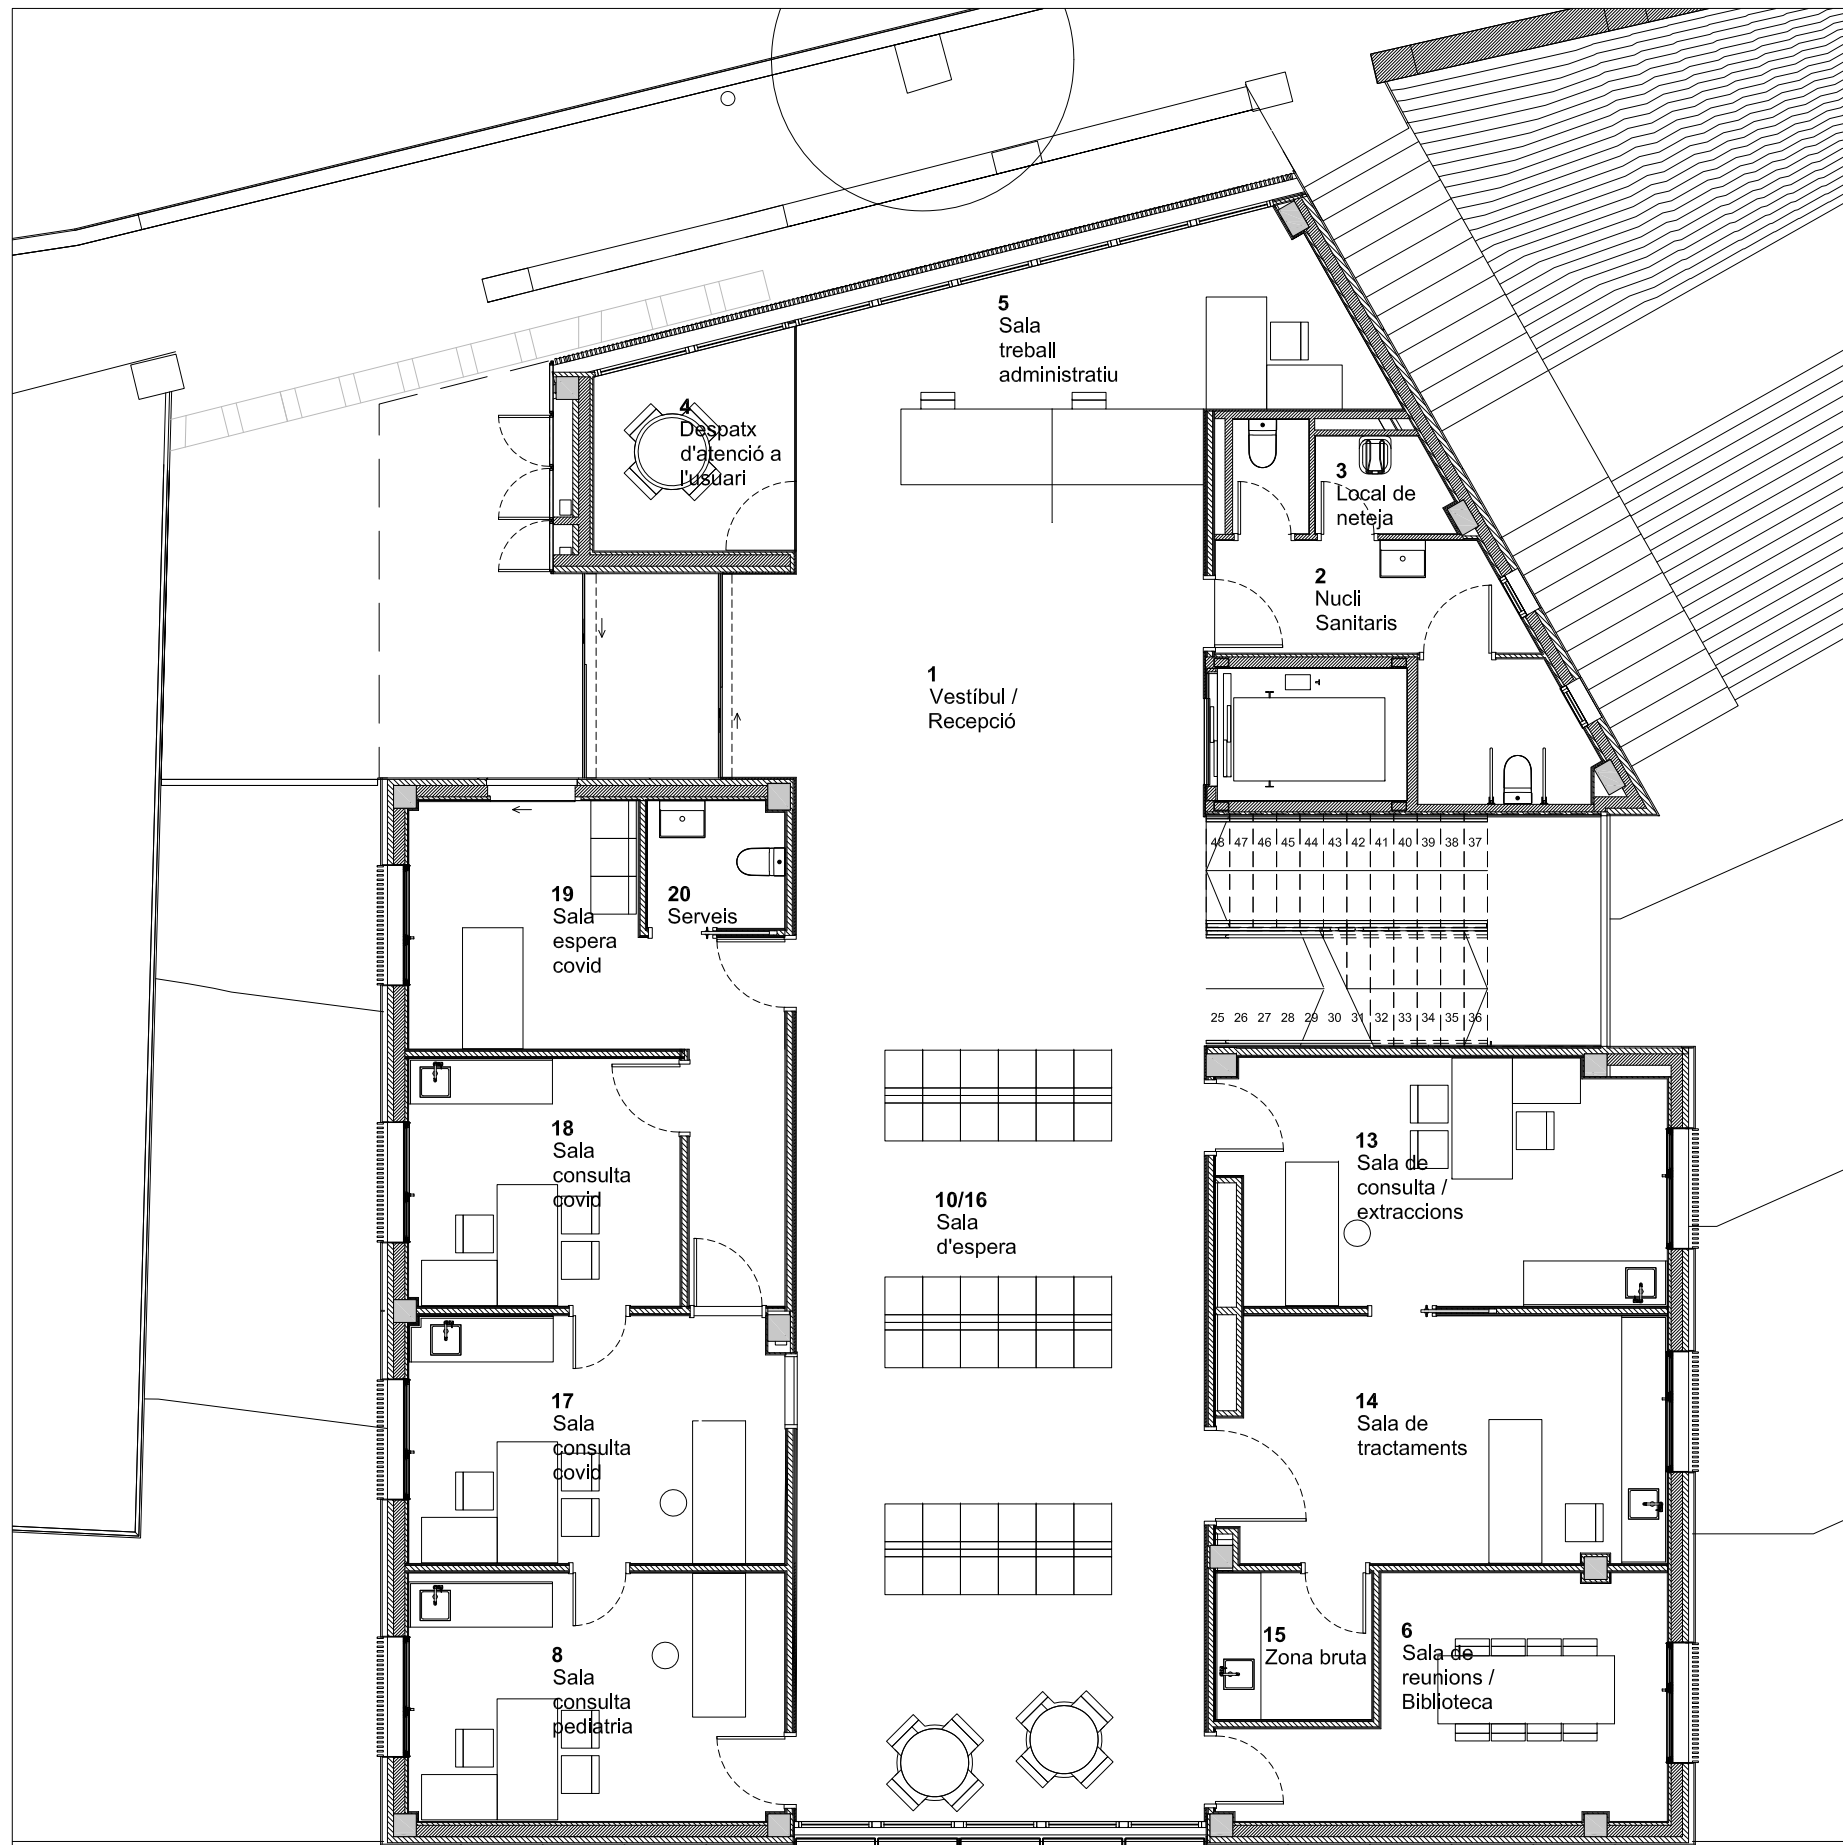 5
Sala
treball
administratiu
4
Despatx
d'atenció a
l'usuari
3
Local de
neteja
2
Nucli
Sanitaris
1
Vestíbul /
Recepció
48 47 46 45 44 43 42 41 40 39 38 37
19
Sala
espera
covid
20
Serveis
25 26 27 28 29 30 31 32 33 34 35 36
18
Sala
consulta
covid
13
Sala de
consulta /
extraccions
10/16
Sala
d'espera
17
Sala
consulta
covid
14
Sala de
tractaments
8
Sala
consulta
pediatria
15
Zona bruta
6
Sala de
reunions /
Biblioteca